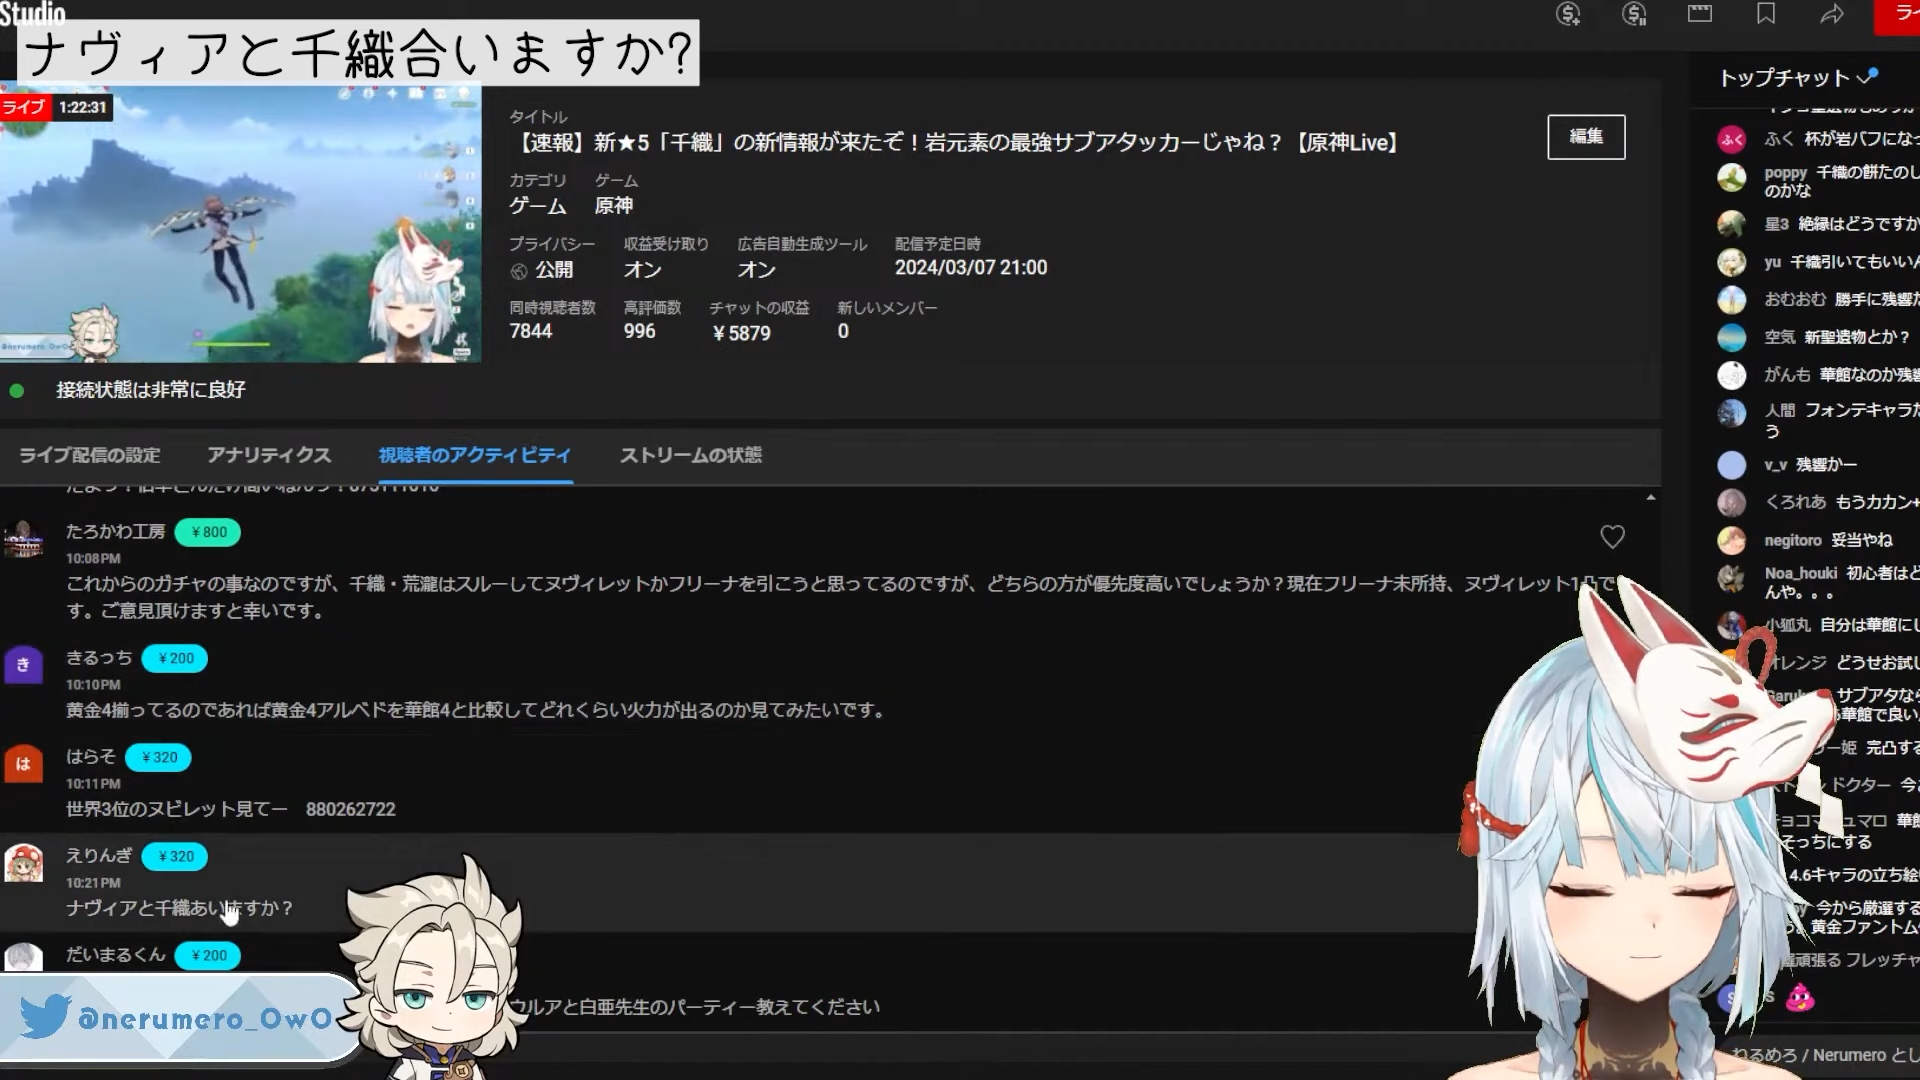 Studio
ナヴィアと千織合いますか?
ライブ 1:22:31
タイトル
【速報】新★5「千織」の新情報が来たぞ！岩元素の最強サブアタッカーじゃね？【原神Live】
編集
カテゴリ ゲーム
ゲーム 原神
プライバシー 収益受け取り 広告自動生成ツール 配信予定日時
公開 オン オン 2024/03/07 21:00
同時視聴者数 高評価数 チャットの収益 新しいメンバー
7844 996 ￥5879 0
@nerumero_OwO
接続状態は非常に良好
ライブ配信の設定 アナリティクス 視聴者のアクティビティ ストリームの状態
たろかわ工房 ￥800
10:08PM
これからのガチャの事なのですが、千織・荒瀧はスルーしてヌヴィレットかフリーナを引こうと思ってるのですが、どちらの方が優先度高いでしょうか？現在フリーナ未所持、ヌヴィレット1凸で
す。ご意見頂けますと幸いです。
き
きるっち ￥200
10:10PM
黄金4揃ってるのであれば黄金4アルベドを華館4と比較してどれくらい火力が出るのか見てみたいです。
は
はらそ ￥320
10:11PM
世界3位のヌビレット見てー 880262722
えりんぎ ￥320
10:21PM
ナヴィアと千織あいますか？
だいまるくん ￥200
ウルアと白亜先生のパーティー教えてください
@nerumero_OwO
トップチャット
ふく 杯が岩バフになっ
poppy 千織の餅たのし
のかな
星3 絶縁はどうですか
yu 千織引いてもいいん
おむおむ 勝手に残響だ
空気 新聖遺物とか？
がんも 華館なのか残響
人間 フォンテキャラだ
う
v_v 残響かー
くろれあ もうカカン+
negitoro 妥当やね
Noa_houki 初心者はど
んや。。。
小狐丸 自分は華館にし
オレンジ どうせお試し
サブアタなら
華館で良い
ー姫 完凸する
ドクター 今
マロ 華館
そっちにする
4.6キャラの立ち絵
今から厳選する
黄金ファントム
頑張る フレッチャ
ねるめろ / Nerumero とし